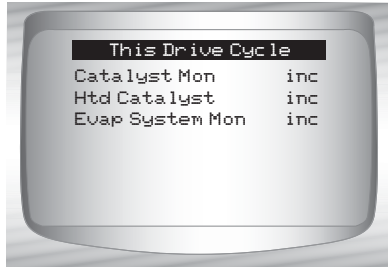 This Drive Cycle
Catalyst Mon inc
Htd Catalyst inc
Evap System Mon inc